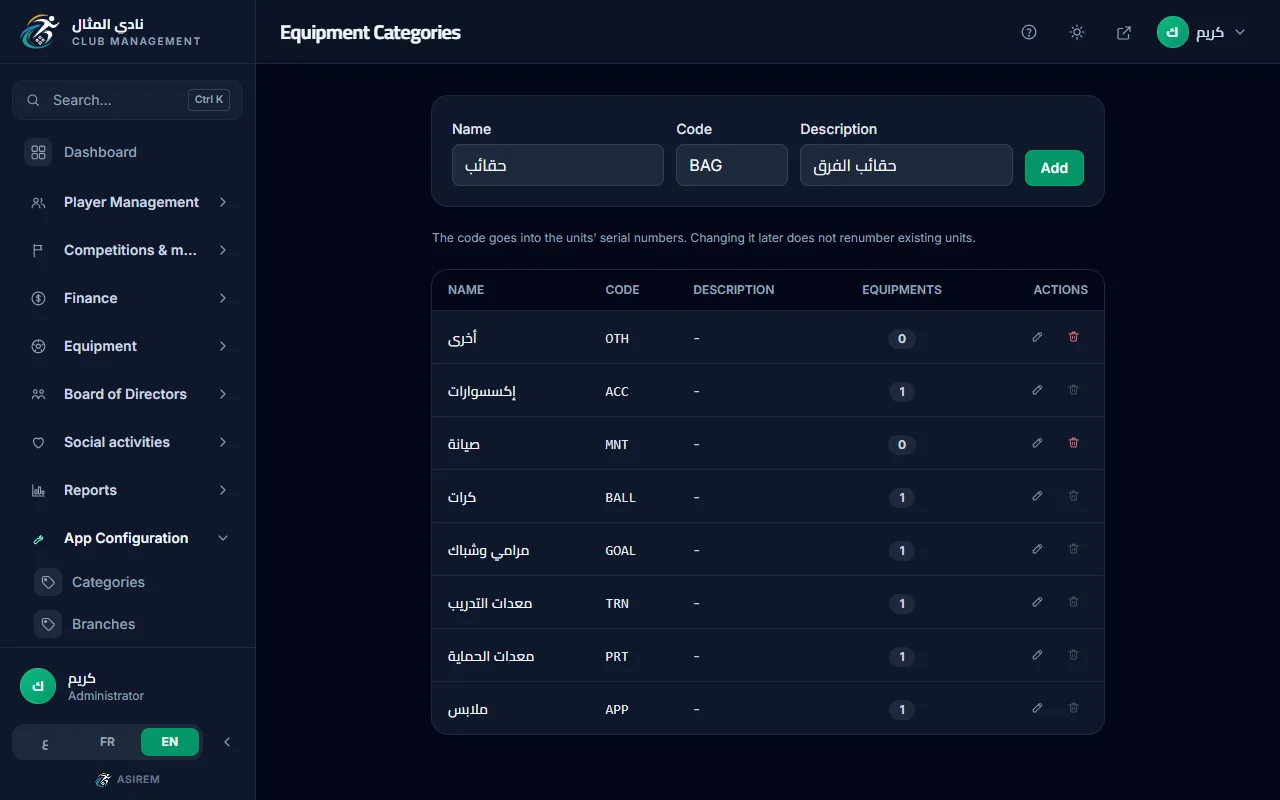 نادي المثال
CLUB MANAGEMENT
Search...
Ctrl K
Dashboard
Player Management
Competitions & m...
Finance
Equipment
Board of Directors
Social activities
Reports
App Configuration
Categories
Branches
ك
كريم
Administrator
ع
FR
EN
ASIREM
Equipment Categories
ك
كريم
Name
Code
Description
حقائب
BAG
حقائب الفرق
Add
The code goes into the units’ serial numbers. Changing it later does not renumber existing units.
NAME CODE DESCRIPTION EQUIPMENTS ACTIONS
أخرى OTH - 0
إكسسوارات ACC - 1
صيانة MNT - 0
كرات BALL - 1
مرامي وشباك GOAL - 1
معدات التدريب TRN - 1
معدات الحماية PRT - 1
ملابس APP - 1